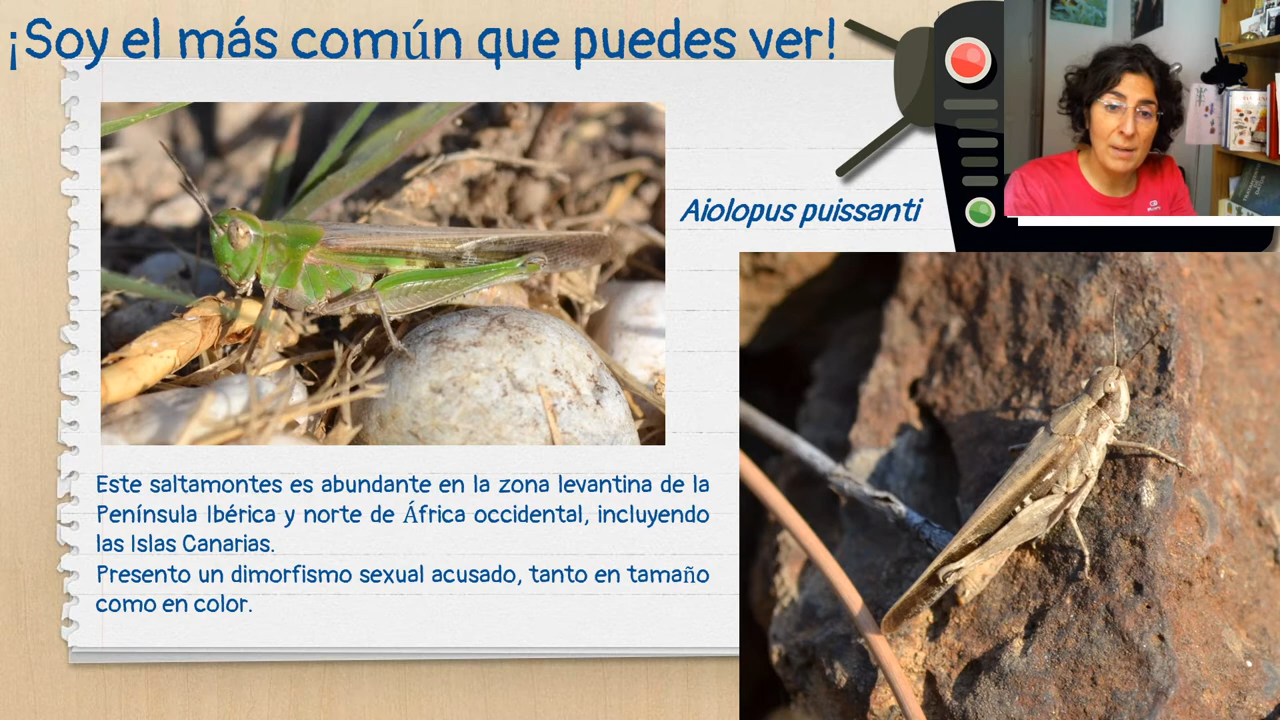 ¡Soy el más común que puedes ver!
Aiolopus puissanti
Este saltamontes es abundante en la zona levantina de la
Península Ibérica y norte de África occidental, incluyendo
las Islas Canarias.
Presento un dimorfismo sexual acusado, tanto en tamaño
como en color.